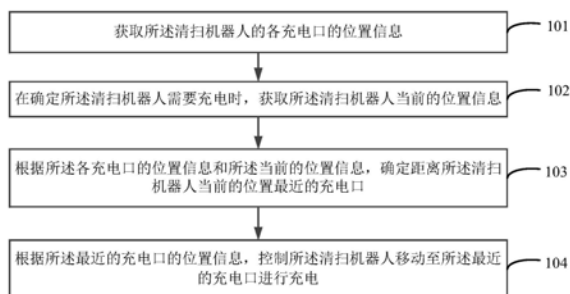 获取所述清扫机器人的各充电口的位置信息
101
在确定所述清扫机器人需要充电时，获取所述清扫机器人当前的位置信息
102
根据所述各充电口的位置信息和所述当前的位置信息，确定距离所述清扫
机器人当前的位置最近的充电口
103
根据所述最近的充电口的位置信息，控制所述清扫机器人移动至所述最近
的充电口进行充电
104